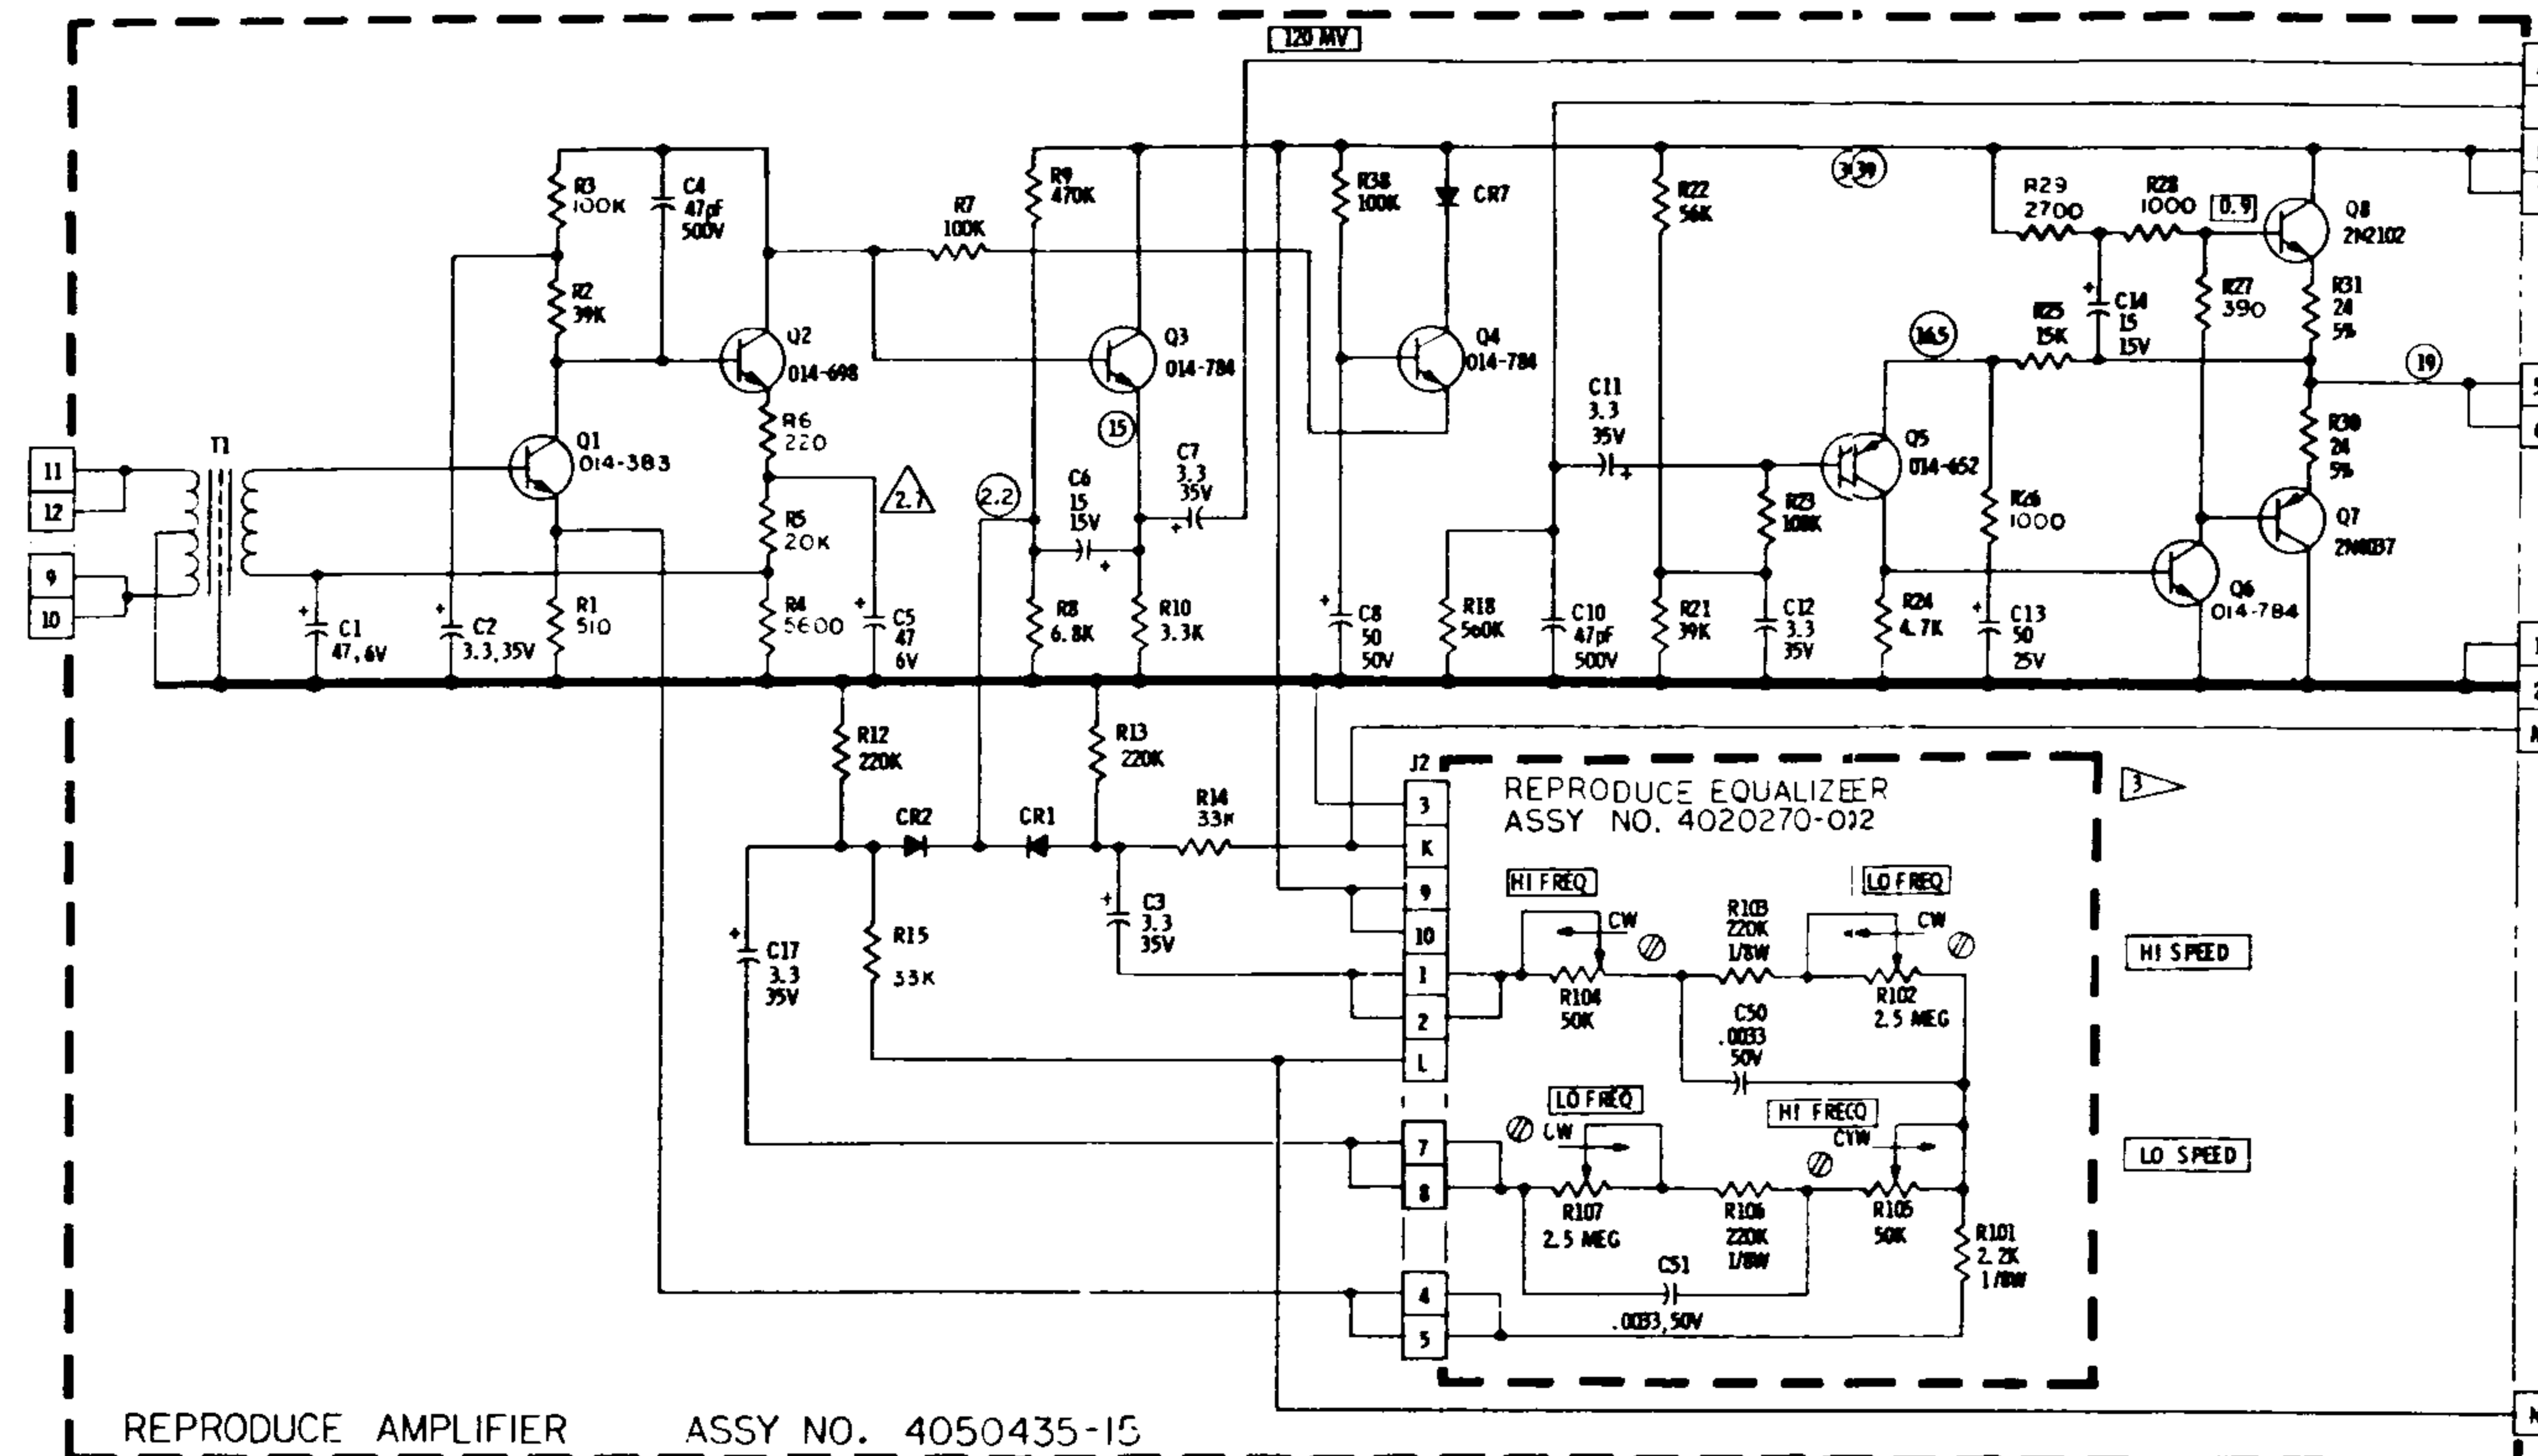 120 MV
R3
100K
C4
47pF
500V
R2
39K
R7
100K
R9
470K
R38
100K
CR7
R22
56K
39
R29
2700
R28
1000
0.9
Q8
2N2102
Q2
014-698
Q3
014-784
Q4
014-784
C11
3.3
35V
16.5
R25
15K
C14
15
15V
R27
390
R31
24
5%
19
T1
11
12
9
10
Q1
014-383
R6
220
R5
20K
2.7
2.2
15
C6
15
15V
C7
3.3
35V
Q5
014-652
R23
100K
R26
1000
R30
24
5%
Q7
Q6
014-784
C1
47,6V
C2
3.3,35V
R1
510
R4
5600
C5
47
6V
R8
6.8K
R10
3.3K
C8
50
50V
R18
560K
C10
47pF
500V
R21
39K
C12
3.3
35V
R24
4.7K
C13
50
25V
R12
220K
R13
220K
CR2
CR1
R14
33K
C17
3.3
35V
R15
33K
C3
3.3
35V
J2
3
K
9
10
1
2
L
7
8
4
5
REPRODUCE EQUALIZEER
ASSY NO. 4020270-02
3
HI FREQ
LO FREQ
CW
R103
220K
1/8W
CW
R104
50K
C50
.0033
50V
R102
2.5 MEG
HI SPEED
LO FREQ
CW
HI FREQ
CW
LO SPEED
R107
2.5 MEG
R106
220K
1/8W
R105
50K
C51
.0033,50V
R101
2.2K
1/8W
REPRODUCE AMPLIFIER ASSY NO. 4050435-15